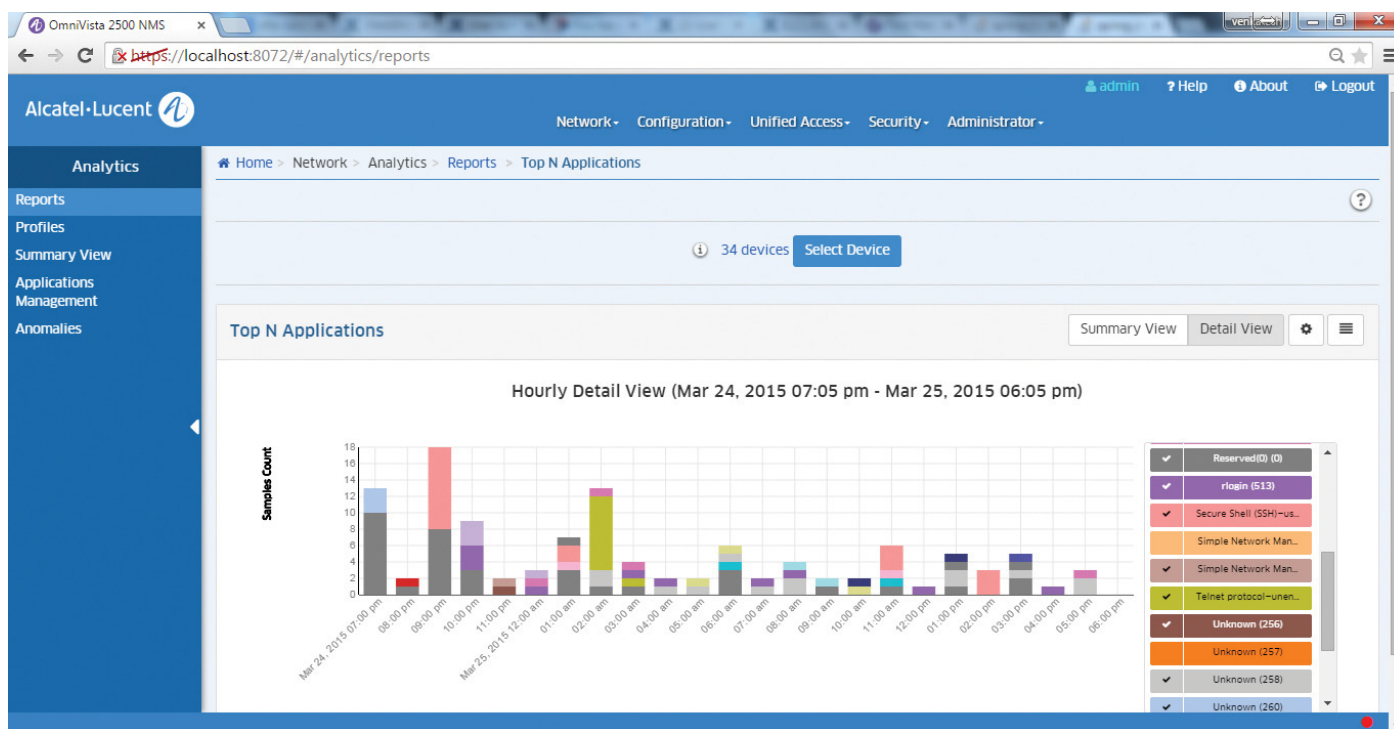 OmniVista 2500 NMS
https://localhost:8072/#/analytics/reports
admin ? Help About Logout
Alcatel·Lucent
Network Configuration Unified Access Security Administrator
Analytics
Home > Network > Analytics > Reports > Top N Applications
Reports
Profiles
Summary View
Applications
Management
Anomalies
34 devices Select Device
Top N Applications
Summary View Detail View
Hourly Detail View (Mar 24, 2015 07:05 pm - Mar 25, 2015 06:05 pm)
Samples Count
18
16
14
12
10
8
6
4
2
0
Mar 24, 2015 07:00 pm
08:00 pm
09:00 pm
10:00 pm
11:00 pm
Mar 25, 2015 12:00 am
01:00 am
02:00 am
03:00 am
04:00 am
05:00 am
06:00 am
07:00 am
08:00 am
09:00 am
10:00 am
11:00 am
12:00 pm
01:00 pm
02:00 pm
03:00 pm
04:00 pm
05:00 pm
06:00 pm
Reserved(0) (0)
rlogin (513)
Secure Shell (SSH)-us..
Simple Network Man..
Simple Network Man..
Telnet protocol-unen..
Unknown (256)
Unknown (257)
Unknown (258)
Unknown (260)